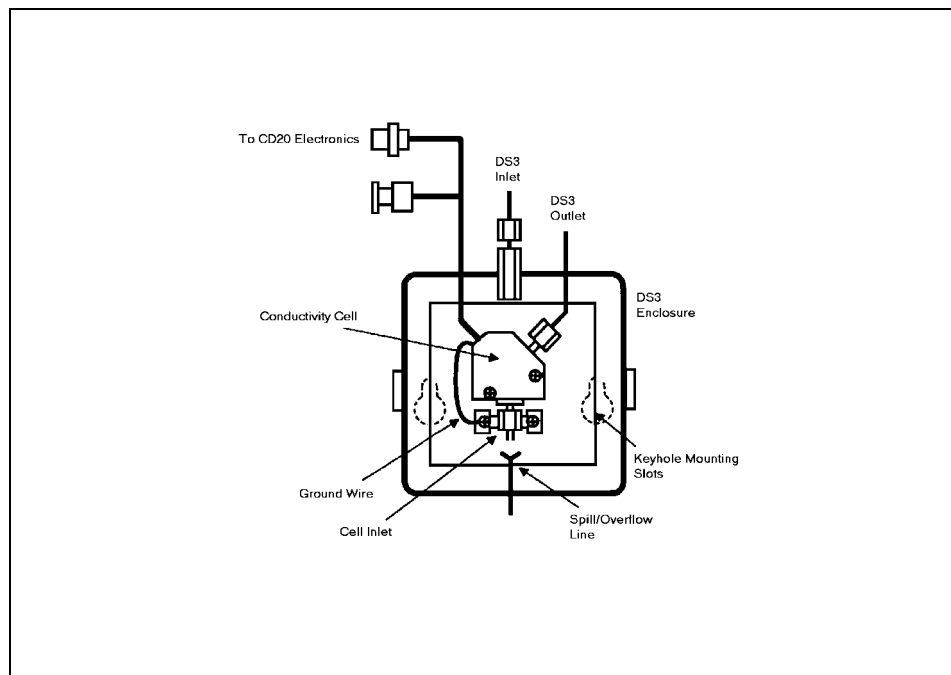 To CD20 Electronics
DS3
Inlet
DS3
Outlet
DS3
Enclosure
Conductivity Cell
Keyhole Mounting
Slots
Ground Wire
Spill/Overflow
Line
Cell Inlet